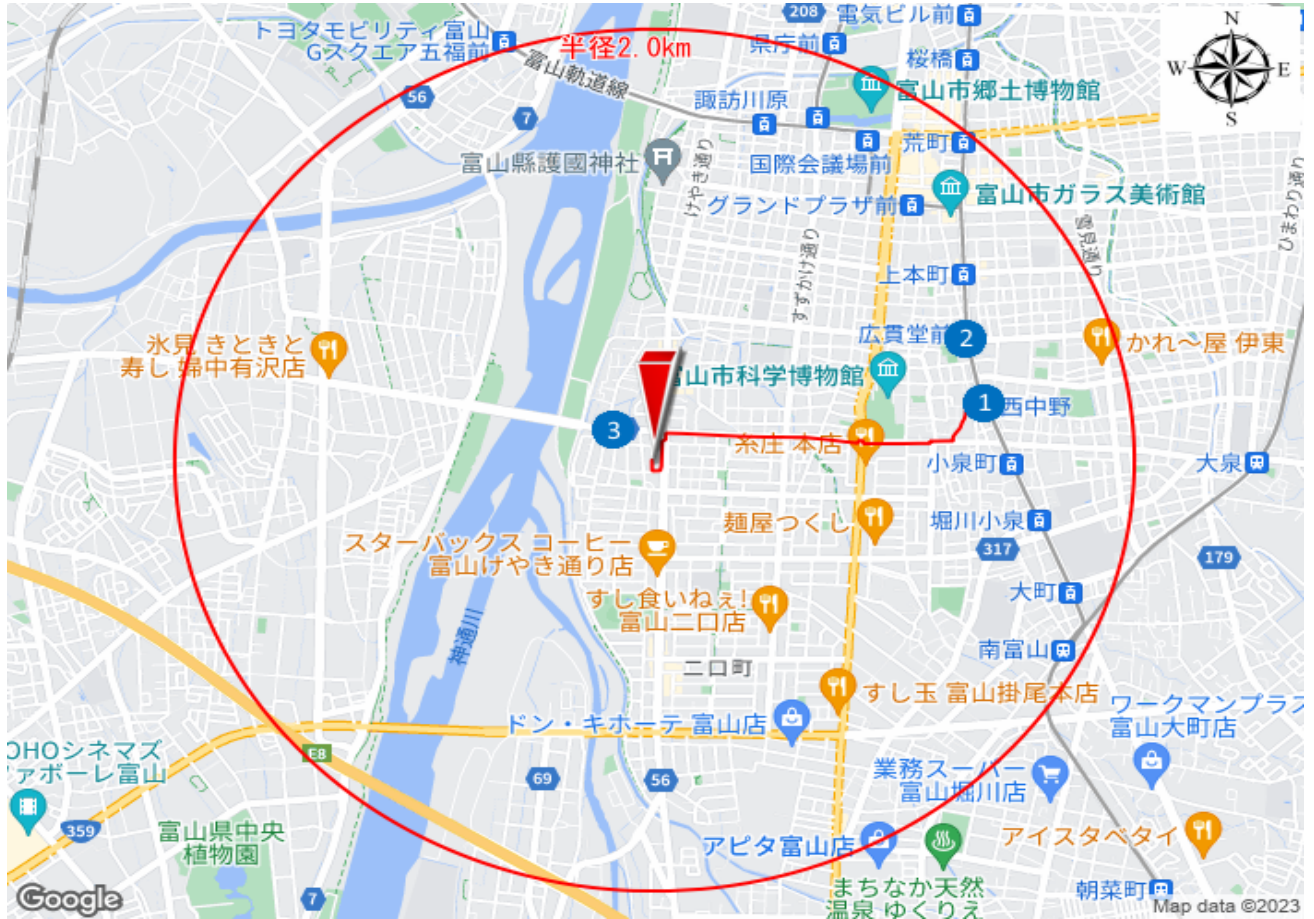 208
電気ビル前
トヨタモビリティ富山
Gスクエア五福前
半径2.0km
県庁前
桜橋
N
W
E
S
富山軌道線
56
7
諏訪川原
富山市郷土博物館
荒町
富山縣護國神社
けやき通り
国際会議場前
グランドプラザ前
富山市ガラス美術館
雪見通り
ひまわり通り
すずかけ通り
上本町
氷見 きときと
寿し 婦中有沢店
広貫堂前
2
かれ〜屋 伊東
富山市科学博物館
1
西中野
3
糸庄 本店
小泉町
大泉
麺屋つくし
堀川小泉
スターバックス コーヒー
富山けやき通り店
317
179
すし食いねぇ!
富山二口店
大町
神通川
南富山
二口町
すし玉 富山掛尾本店
ワークマンプラス
富山大町店
ドン・キホーテ 富山店
OHOシネマズ
ァボーレ富山
E8
69
56
業務スーパー
富山堀川店
359
富山県中央
植物園
アピタ富山店
アイスタベタイ
まちなか天然
温泉 ゆくりえ
7
朝菜町
Google
Map data ©2023